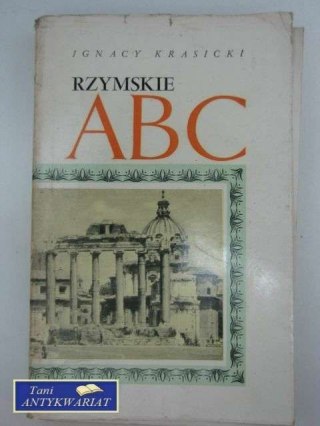 IGNACY KRASICKI
RZYMSKIE
ABC
Tani
ANTYKWARIAT